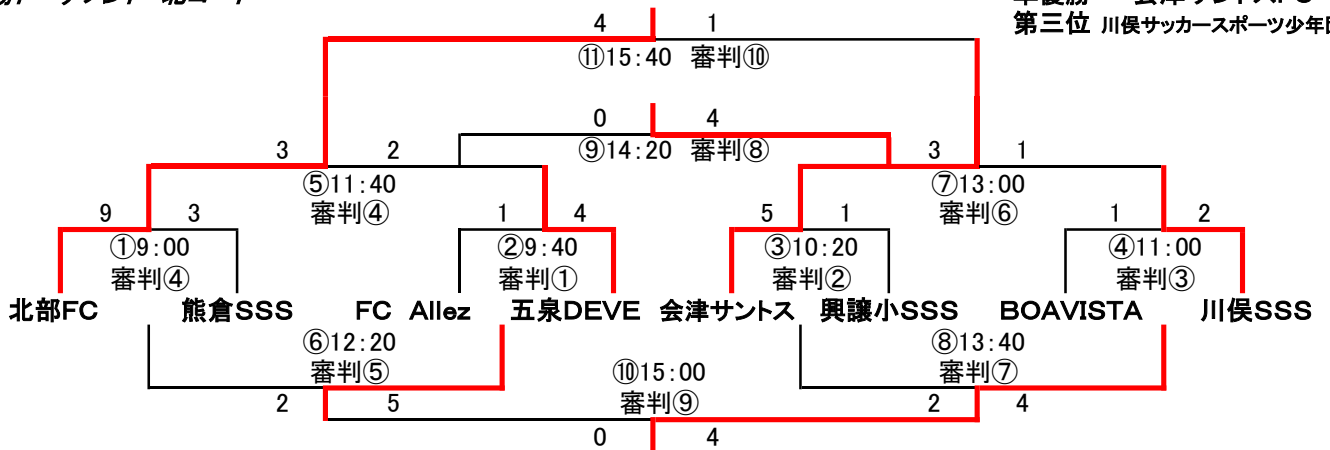 第三位 川俣サッカースポーツ少年団
4 1
⑪15:40 審判⑩
0 4
⑨14:20 審判⑧
3 2
3 1
⑤11:40
審判④
⑦13:00
審判⑥
9 3
1 4
5 1
1 2
①9:00
審判④
②9:40
審判①
③10:20
審判②
④11:00
審判③
北部FC 熊倉SSS FC Allez 五泉DEVE 会津サントス 興譲小SSS BOAVISTA 川俣SSS
⑥12:20
審判⑤
⑧13:40
審判⑦
⑩15:00
審判⑨
2 5
2 4
0 4